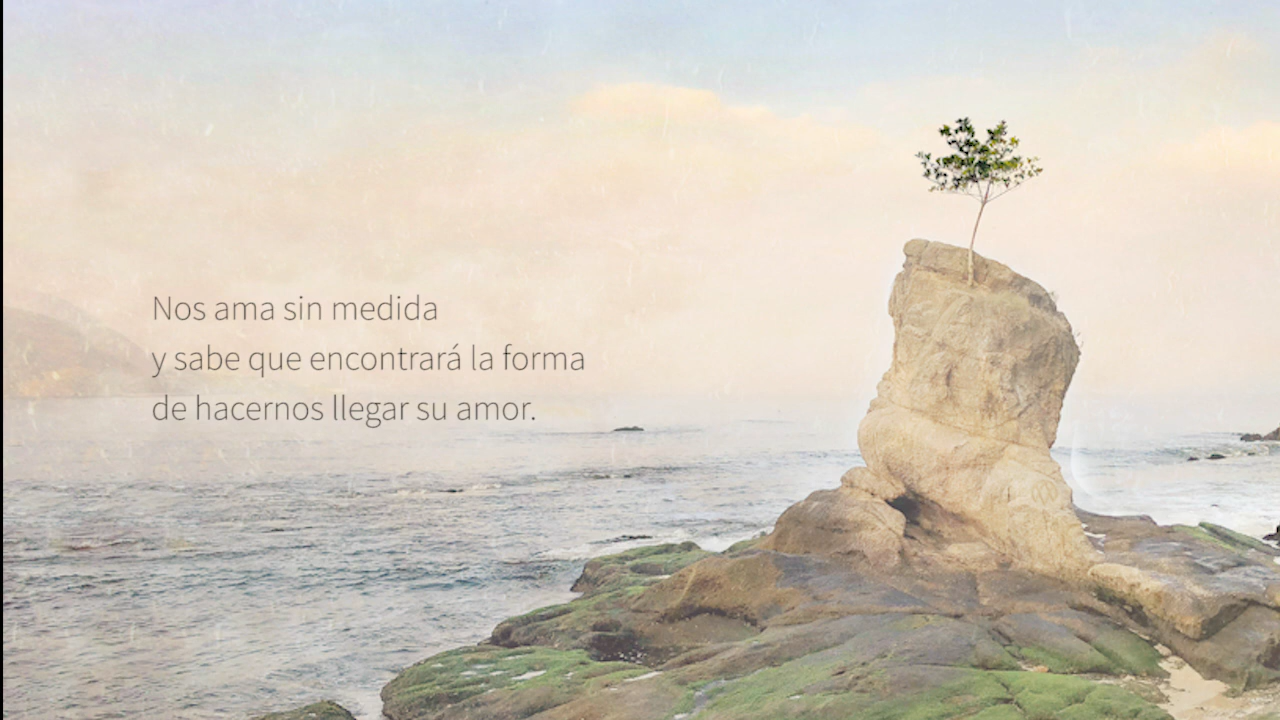 Nos ama sin medida
y sabe que encontrará la forma
de hacernos llegar su amor.